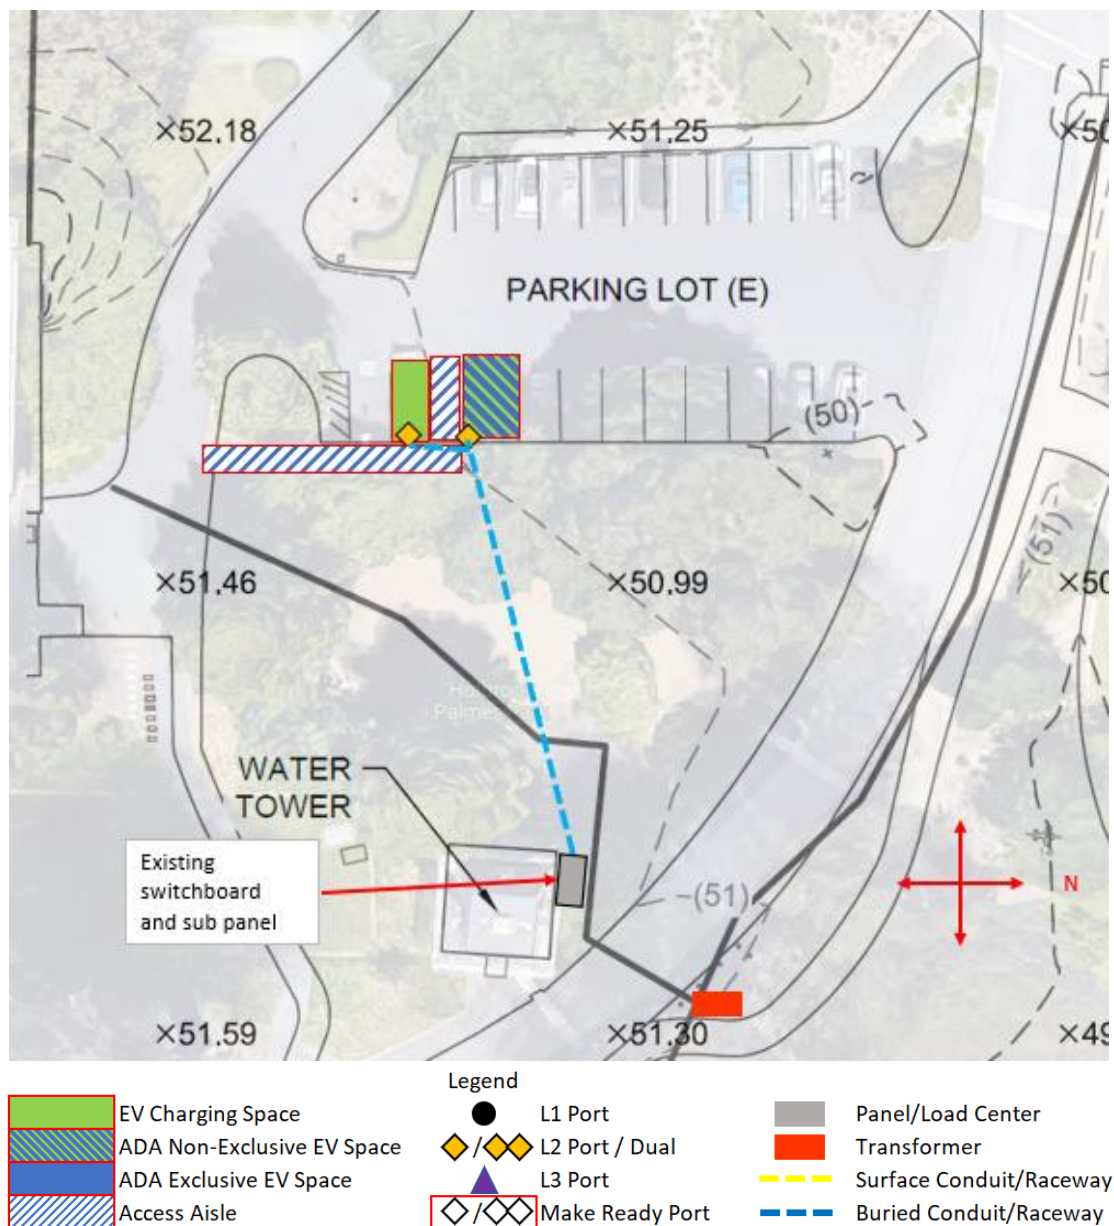 ×52.18
×51.25
×50
PARKING LOT (E)
(50)
(51)
×51.46
×50.99
×50
WATER
TOWER
Existing
switchboard
and sub panel
(51)
N
×51.59
×51.30
×49
Legend
EV Charging Space
L1 Port
Panel/Load Center
ADA Non-Exclusive EV Space
/
L2 Port / Dual
Transformer
ADA Exclusive EV Space
L3 Port
Surface Conduit/Raceway
Access Aisle
/
Make Ready Port
Buried Conduit/Raceway